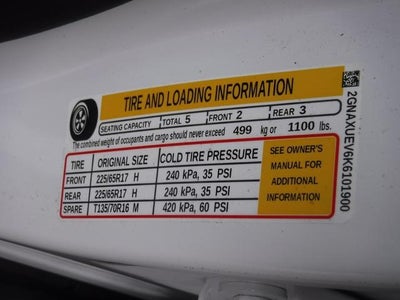 TIRE AND LOADING INFORMATION
SEATING CAPACITY TOTAL 5 FRONT 2 REAR 3
The combined weight of occupants and cargo should never exceed 499 kg or 1100 lbs.
TIRE ORIGINAL SIZE COLD TIRE PRESSURE
FRONT 225/65R17 H 240 kPa, 35 PSI
REAR 225/65R17 H 240 kPa, 35 PSI
SPARE T135/70R16 M 420 kPa, 60 PSI
SEE OWNER'S
MANUAL FOR
ADDITIONAL
INFORMATION
2GNAXUEV6K6101900